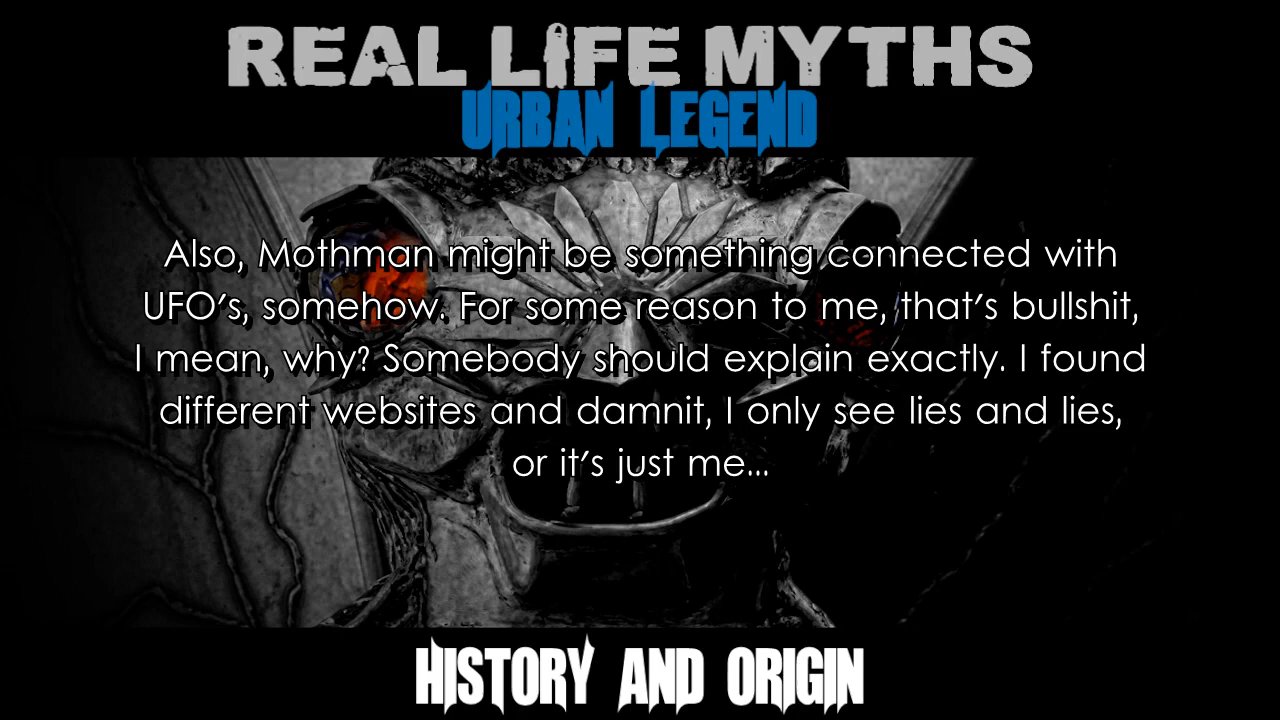 REAL LIFE MYTHS
URBAN LEGEND
Also, Mothman might be something connected with
UFO's, somehow. For some reason to me, that's bullshit,
I mean, why? Somebody should explain exactly. I found
different websites and damnit, I only see lies and lies,
or it's just me...
HISTORY AND ORIGIN